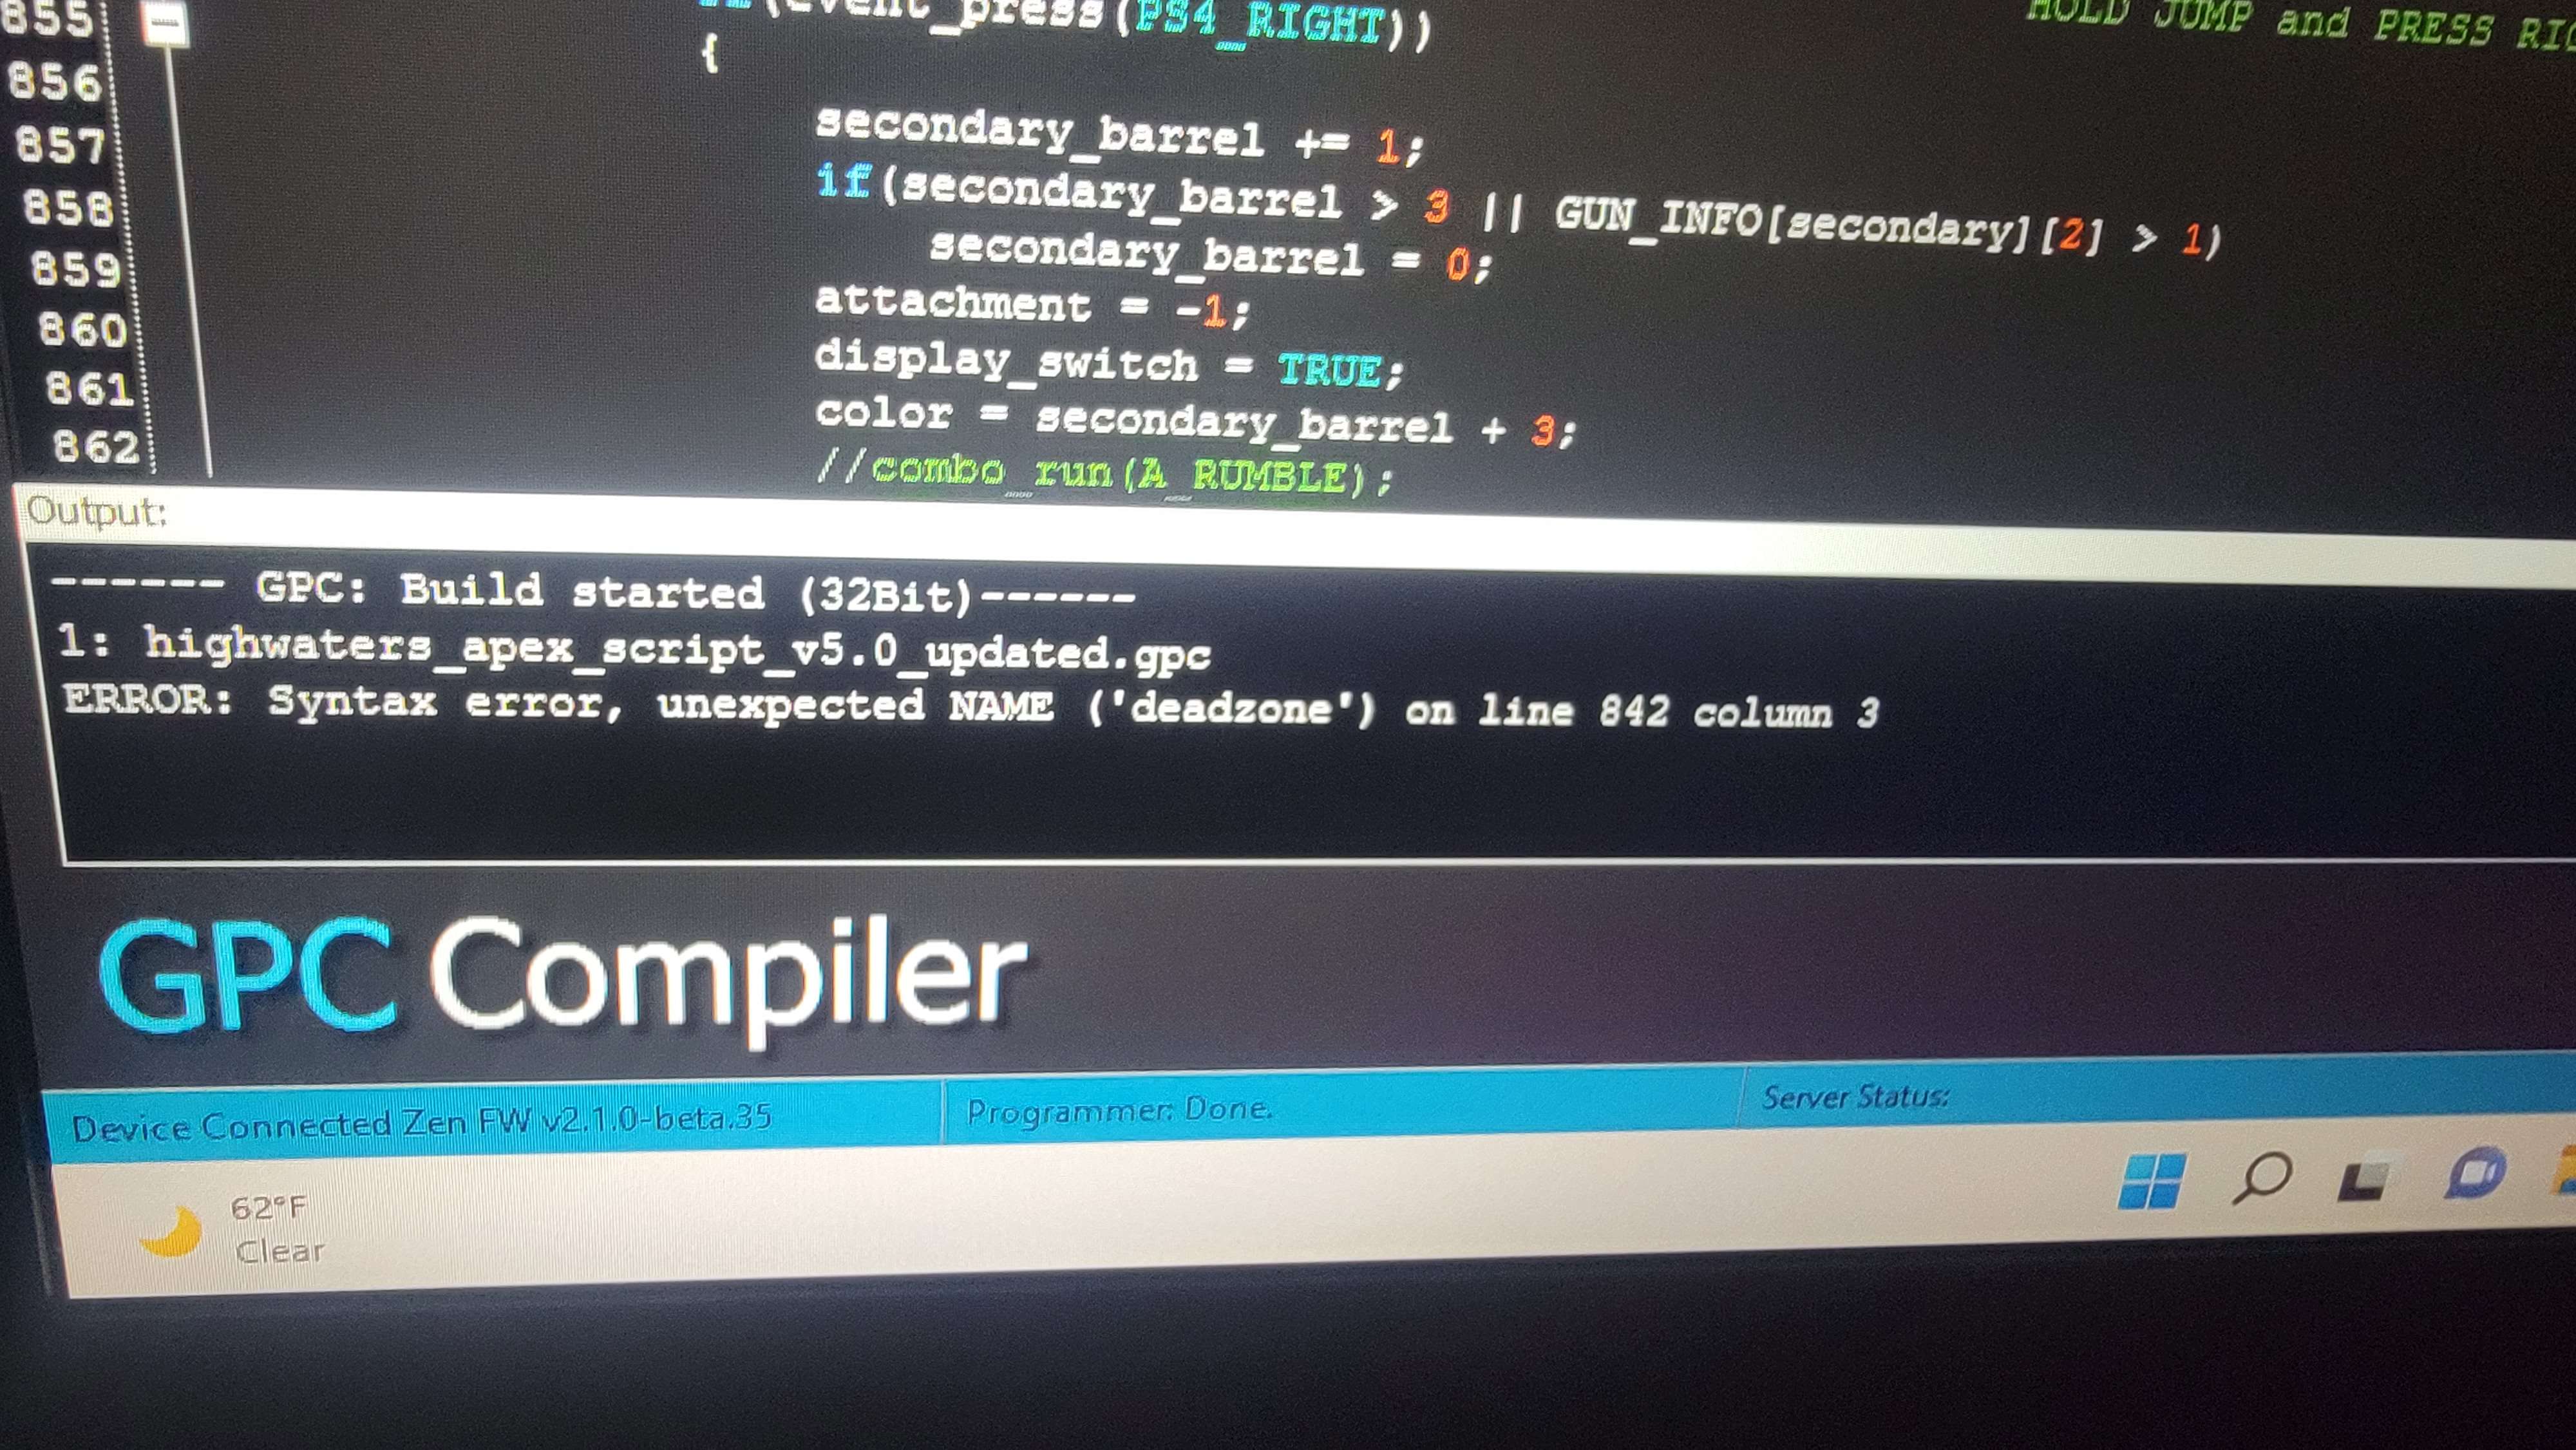 855
(event_press(PS4_RIGHT))
HOLD JUMP and PRESS
856
{
857
secondary_barrel += 1;
858
if(secondary_barrel > 3 || GUN_INFO[secondary][2] > 1)
859
secondary_barrel = 0;
860
attachment = -1;
861
display_switch = TRUE;
862
color = secondary_barrel + 3;
//combo_run(A_RUMBLE);
Output:
------ GPC: Build started (32Bit)------
1: highwaters_apex_script_v5.0_updated.gpc
ERROR: Syntax error, unexpected NAME ('deadzone') on line 842 column 3
GPC Compiler
Device Connected Zen FW v2.1.0-beta.35
Programmer: Done.
Server Status:
62°F
Clear